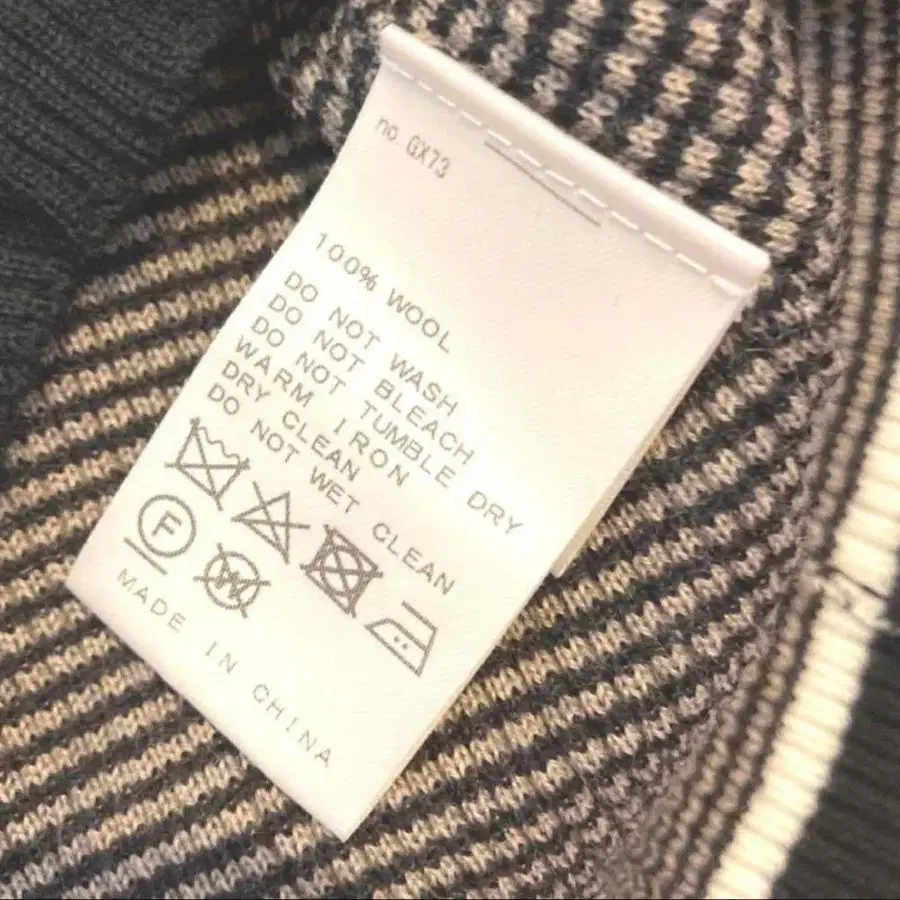 no. GX73
100% WOOL
DO NOT WASH
DO NOT BLEACH
DO NOT TUMBLE DRY
WARM IRON
DRY CLEAN
DO NOT WET CLEAN
F
W
MADE IN CHINA